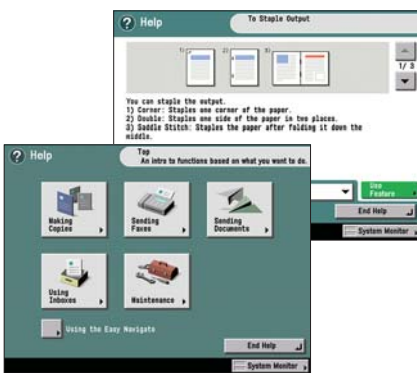 ? Help
To Staple Output
1) 2) 3)
1/ 3
You can staple the output.
1) Corner: Staples one corner of the paper.
2) Double: Staples one side of the paper in two places.
3) Saddle Stitch: Staples the paper after folding it down the
middle.
Use
Feature
End Help
System Monitor
? Help
Top
An intro to functions based on what you want to do.
Making
Copies
Sending
Faxes
Sending
Documents
Using
Inboxes
Maintenance
Using the Easy Navigate
End Help
System Monitor